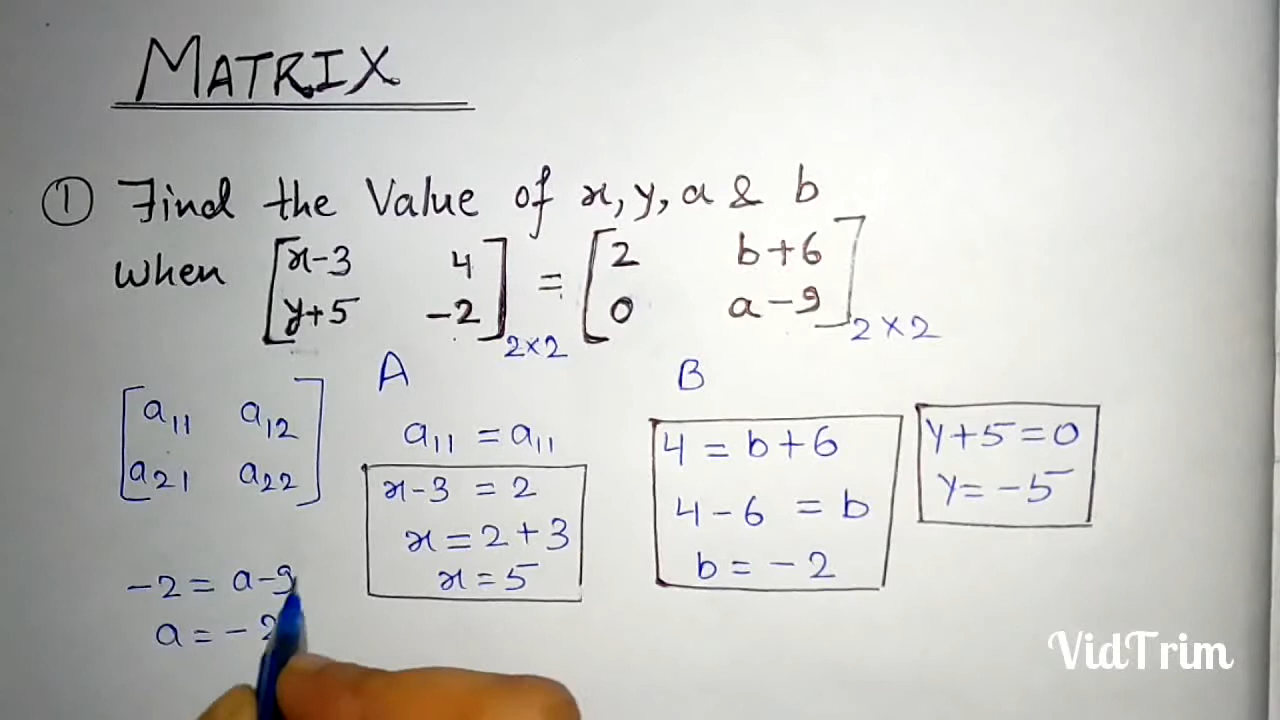 MATRIX
① Find the Value of x, y, a & b
when [x-3 4] = [2 b+6]
[y+5 -2] 2×2 [0 a-9] 2×2
A
B
[a11 a12]
[a21 a22]
a11 = a11
x-3 = 2
x = 2+3
x = 5
4 = b+6
4-6 = b
b = -2
y+5 = 0
y = -5
-2 = a-9
a = -2
VidTrim